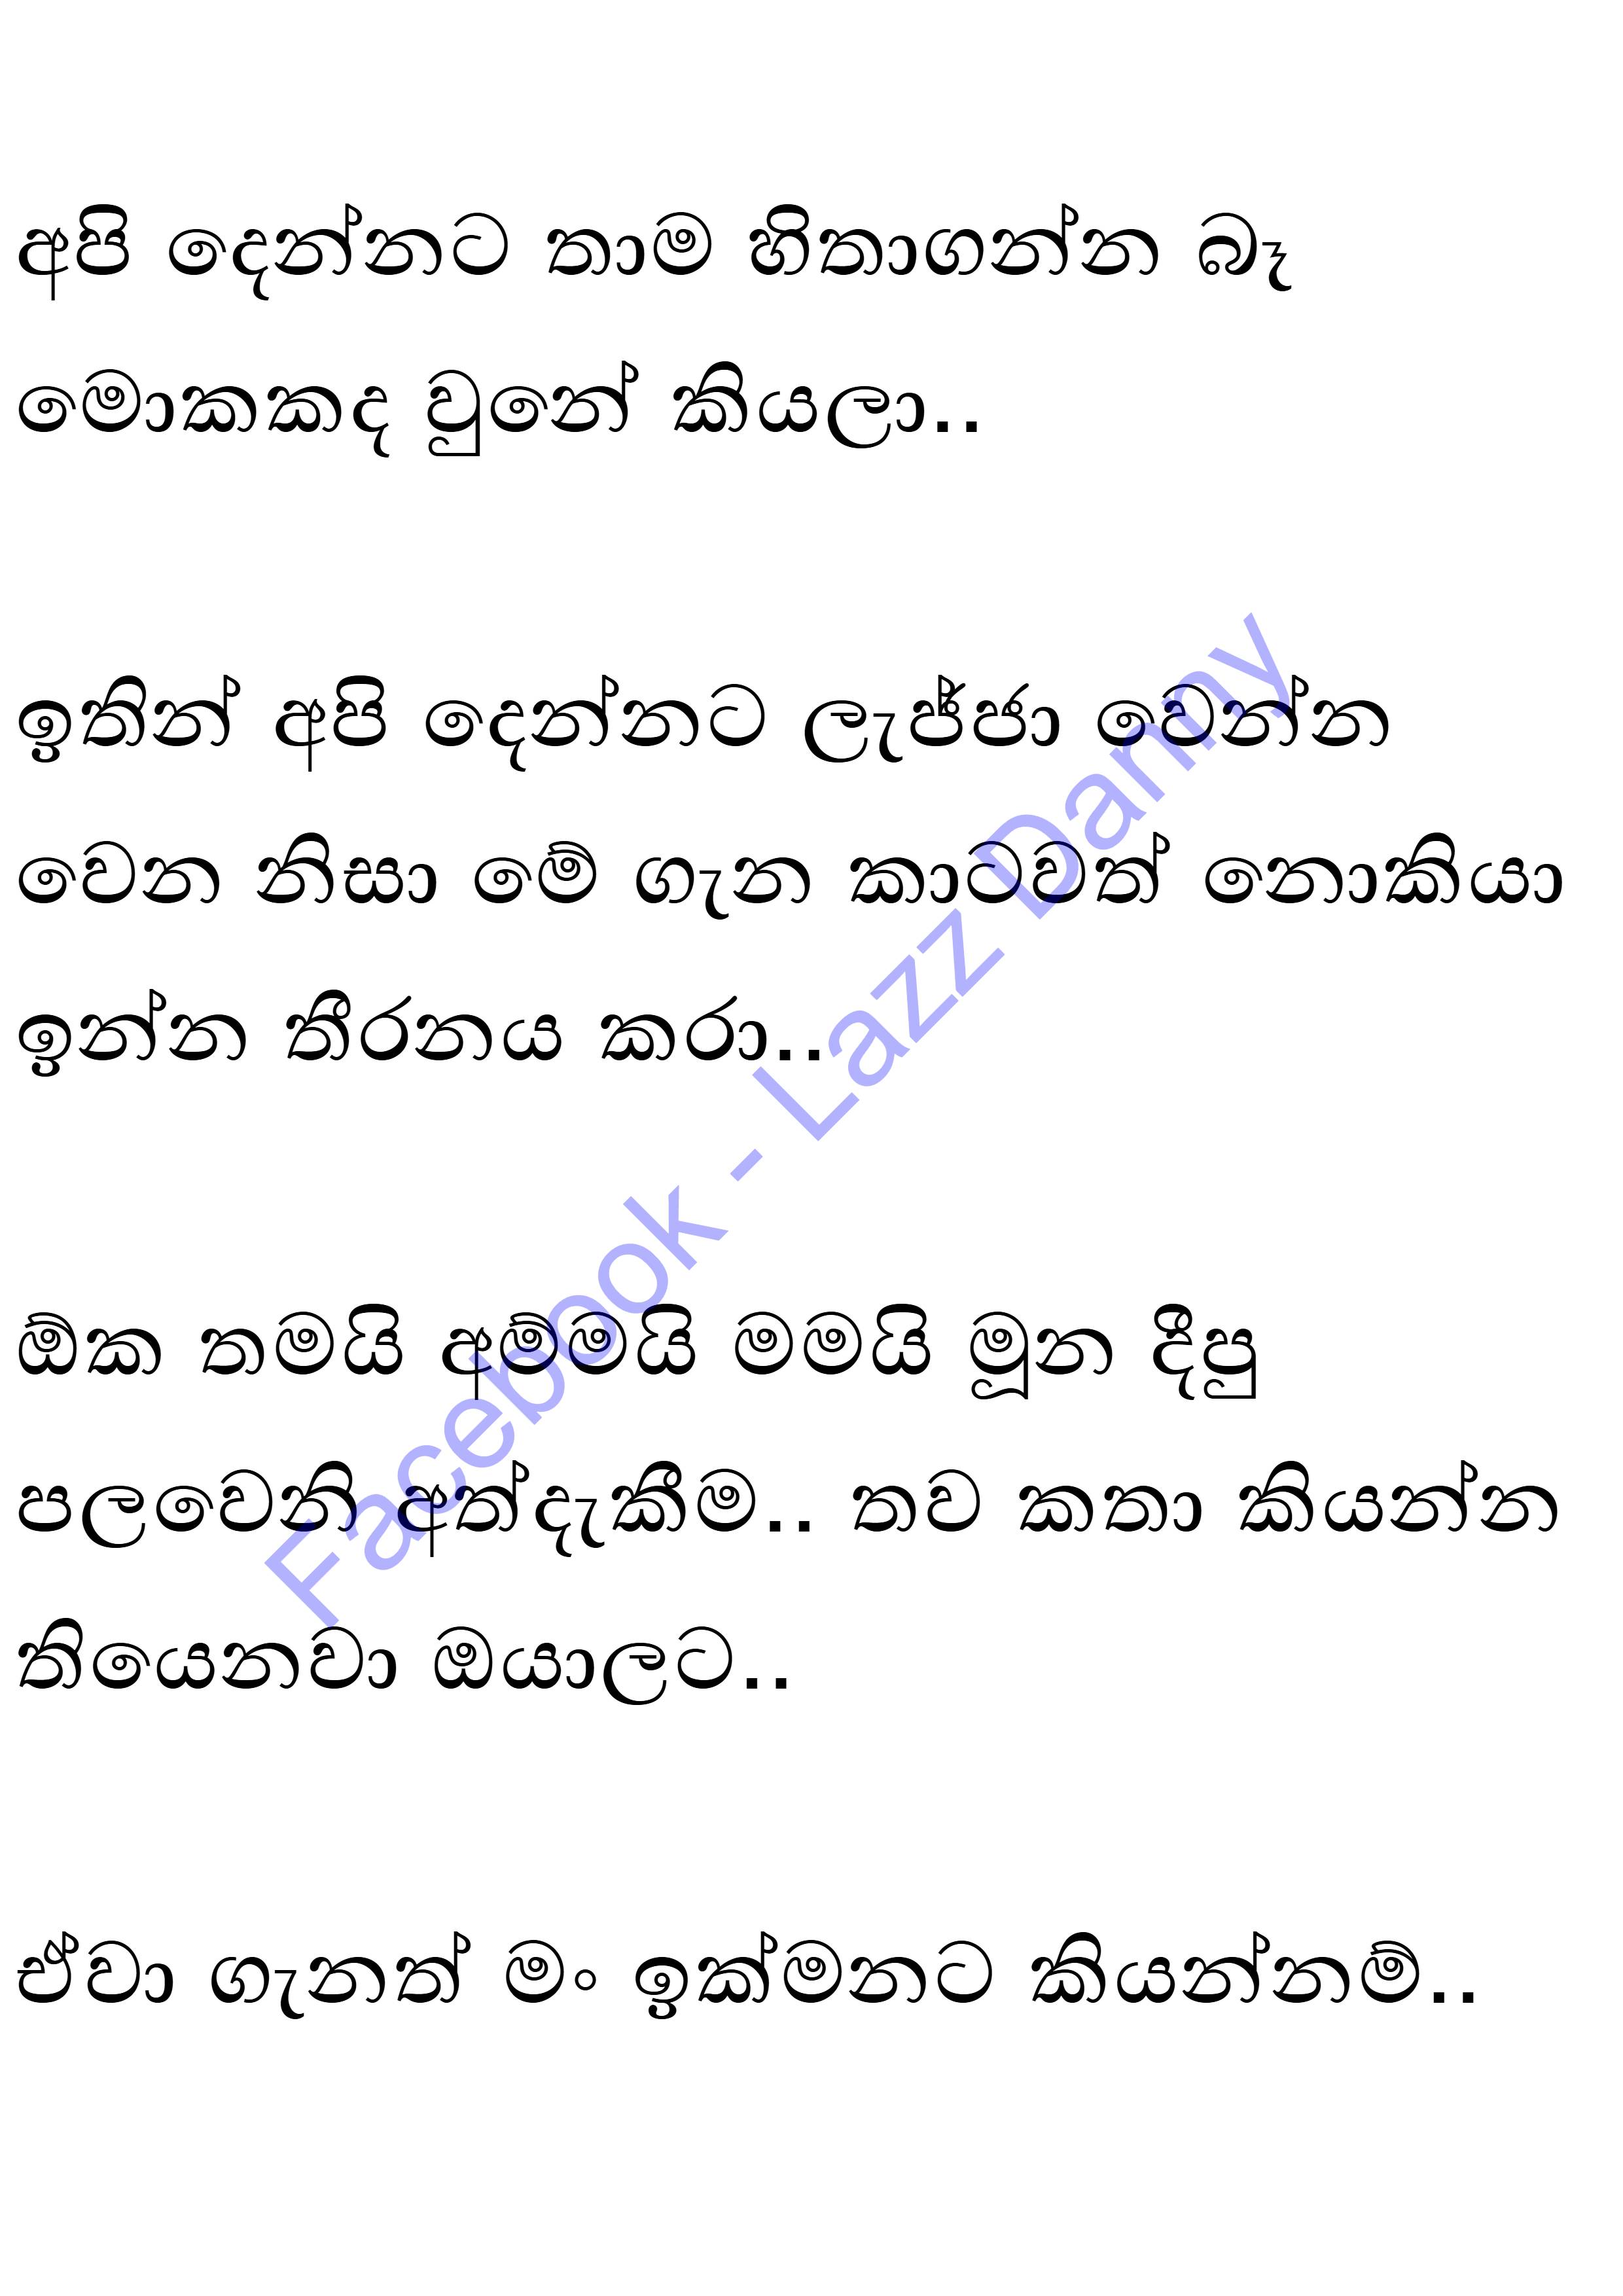 අපි දෙන්නට තාම හිතාගන්න බෑ
මොකකද වුනේ කියලා..
ඉතින් අපි දෙන්නට ලැජ්ජා වෙන්න
වෙන නිසා මේ ගැන කාටවත් නොකියා
ඉන්න තීරනය කරා..
ඕක තමයි අම්මයි මමයි මූන දීපු
පලවෙනි අත්දැකීම.. තව කතා කියන්න
තියෙනවා ඔයාලට..
ඒවා ගැනත් මං ඉක්මනට කියන්නම්..
Facebook - Lazz Danny